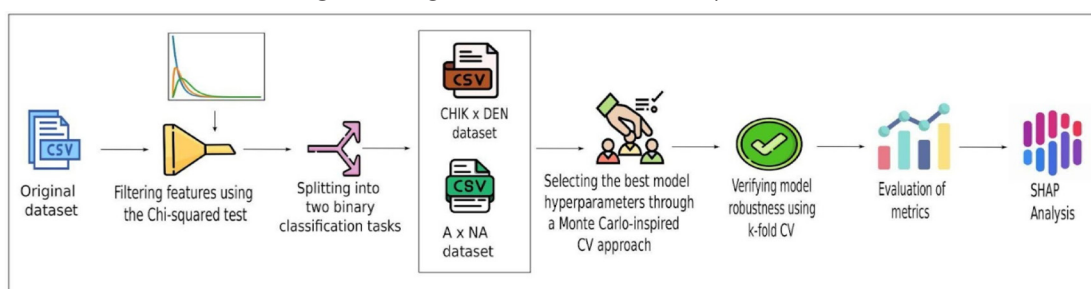 CSV
Original
dataset
Filtering features using
the Chi-squared test
Splitting into
two binary
classification tasks
CSV
CHIK x DEN
dataset
CSV
A x NA
dataset
Selecting the best model
hyperparameters through
a Monte Carlo-inspired
CV approach
Verifying model
robustness using
k-fold CV
Evaluation of
metrics
SHAP
Analysis